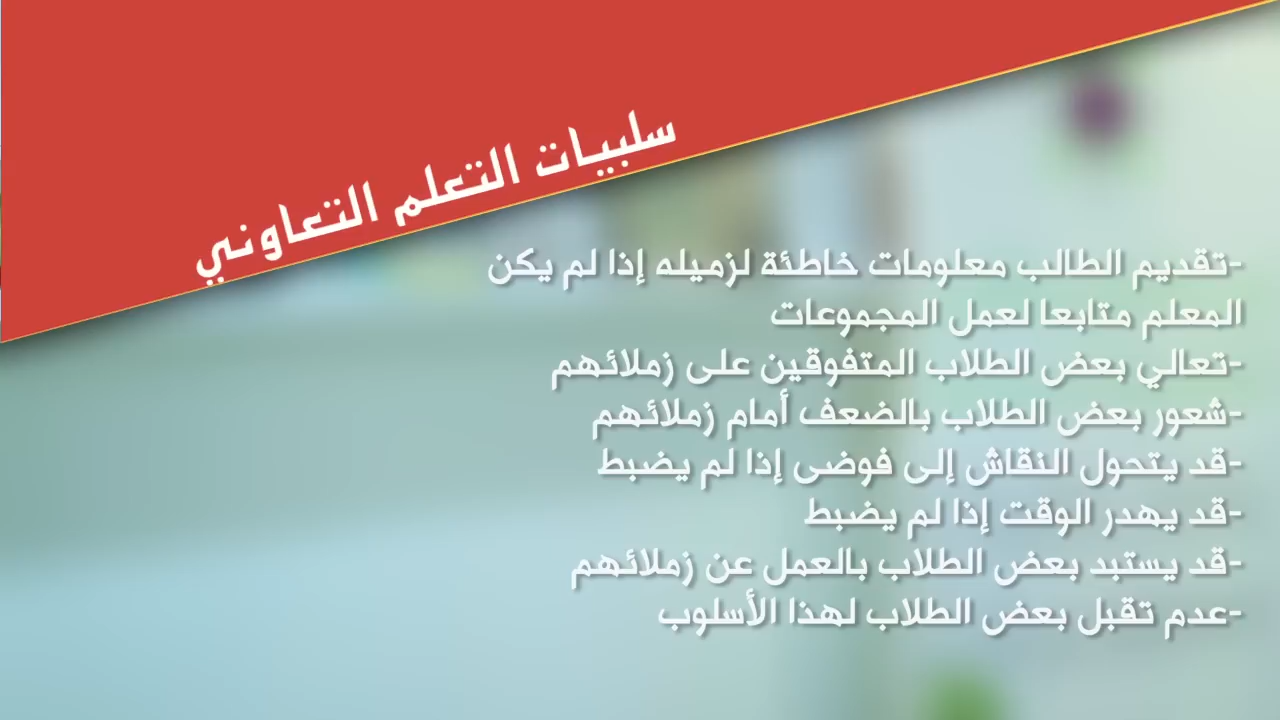 سلبيات التعلم التعاوني
-تقديم الطالب معلومات خاطئة لزميله إذا لم يكن
المعلم متابعا لعمل المجموعات
-تعالي بعض الطلاب المتفوقين على زملائهم
-شعور بعض الطلاب بالضعف أمام زملائهم
-قد يتحول النقاش إلى فوضى إذا لم يضبط
-قد يهدر الوقت إذا لم يضبط
-قد يستبد بعض الطلاب بالعمل عن زملائهم
-عدم تقبل بعض الطلاب لهذا الأسلوب